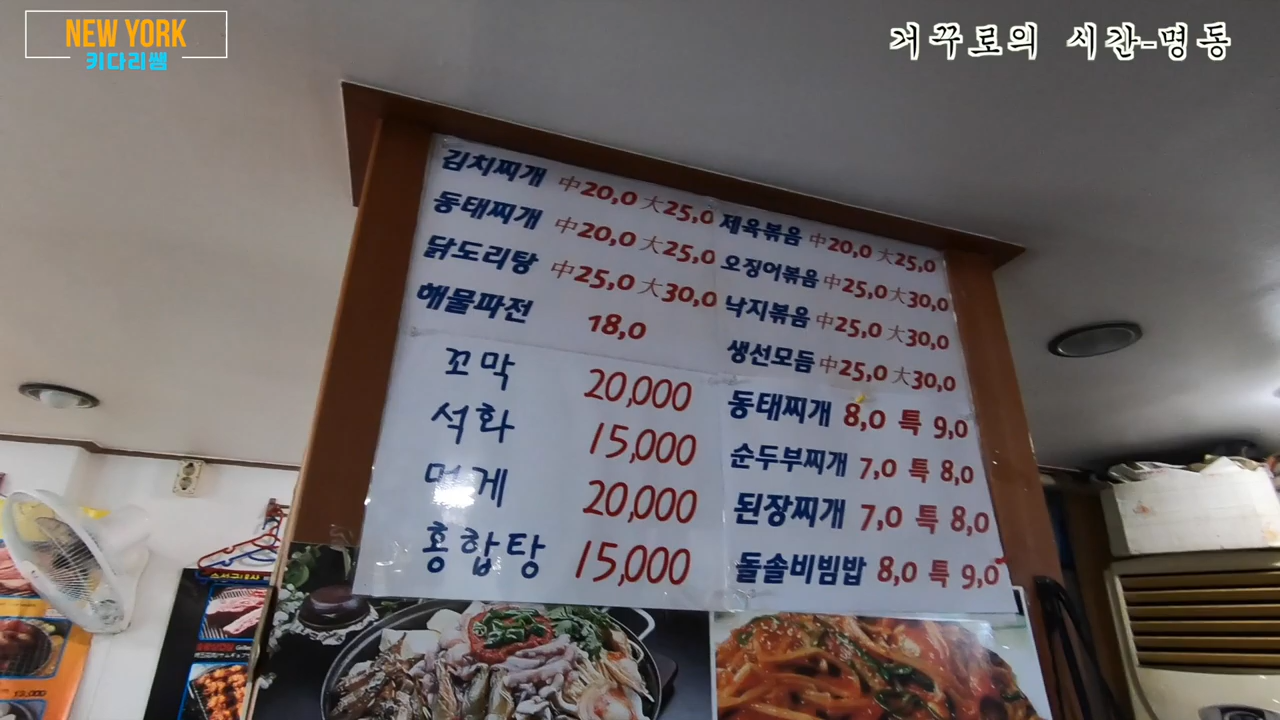 NEW YORK
키다리쌤
거꾸로의 시간-명동
김치찌개 中20,0 大25,0
동태찌개 中20,0 大25,0
닭도리탕 中25,0 大30,0
해물파전 18,0
꼬막 20,000
석화 15,000
멍게 20,000
홍합탕 15,000
제육볶음 中20,0 大25,0
오징어볶음 中25,0 大30,0
낙지볶음 中25,0 大30,0
생선모듬 中25,0 大30,0
동태찌개 8,0 특 9,0
순두부찌개 7,0 특 8,0
된장찌개 7,0 특 8,0
돌솥비빔밥 8,0 특 9,0